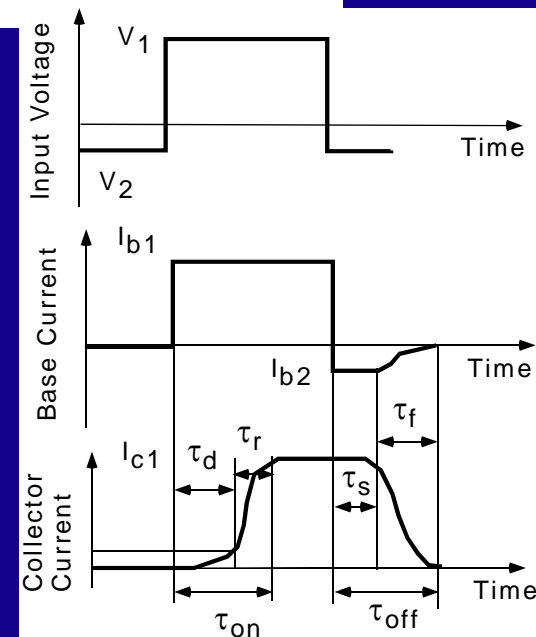 Input Voltage
V1
V2
Time
Base Current
Ib1
Ib2
Time
Collector
Current
Ic1
τd
τr
τs
τf
τon
τoff
Time